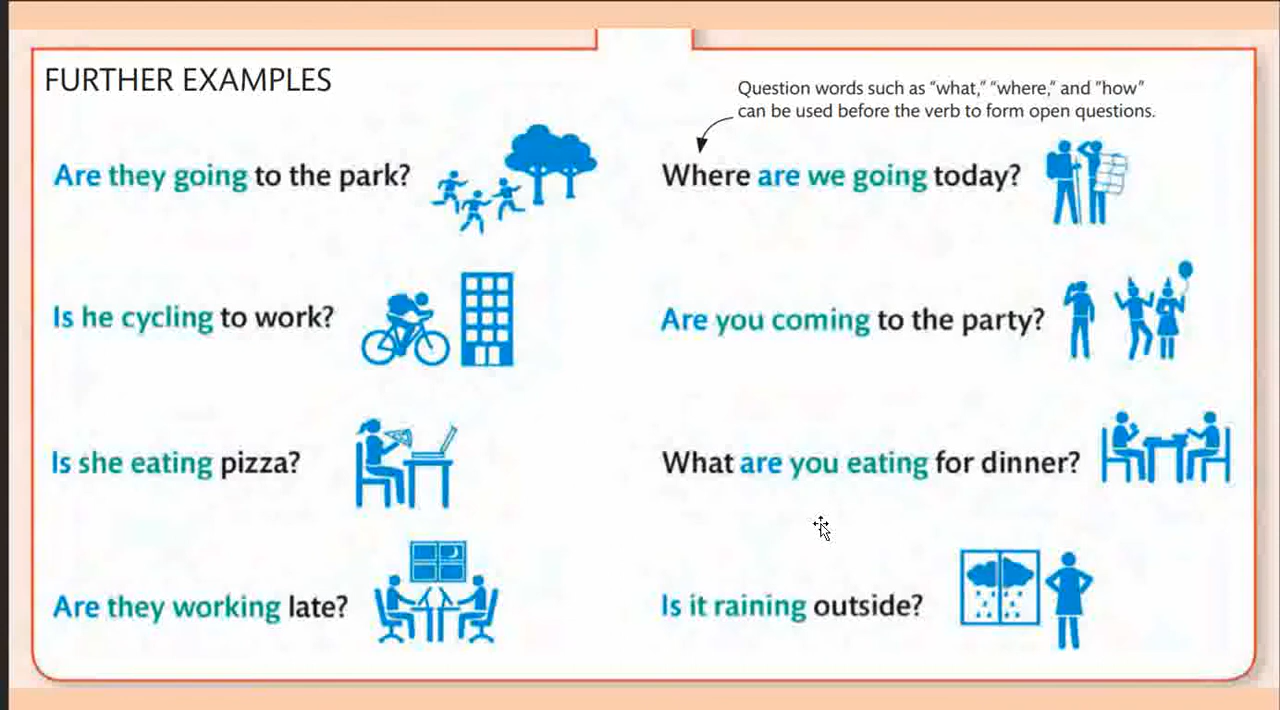 FURTHER EXAMPLES
Are they going to the park?
Is he cycling to work?
Is she eating pizza?
Are they working late?
Question words such as “what,” “where,” and “how”
can be used before the verb to form open questions.
Where are we going today?
Are you coming to the party?
What are you eating for dinner?
Is it raining outside?